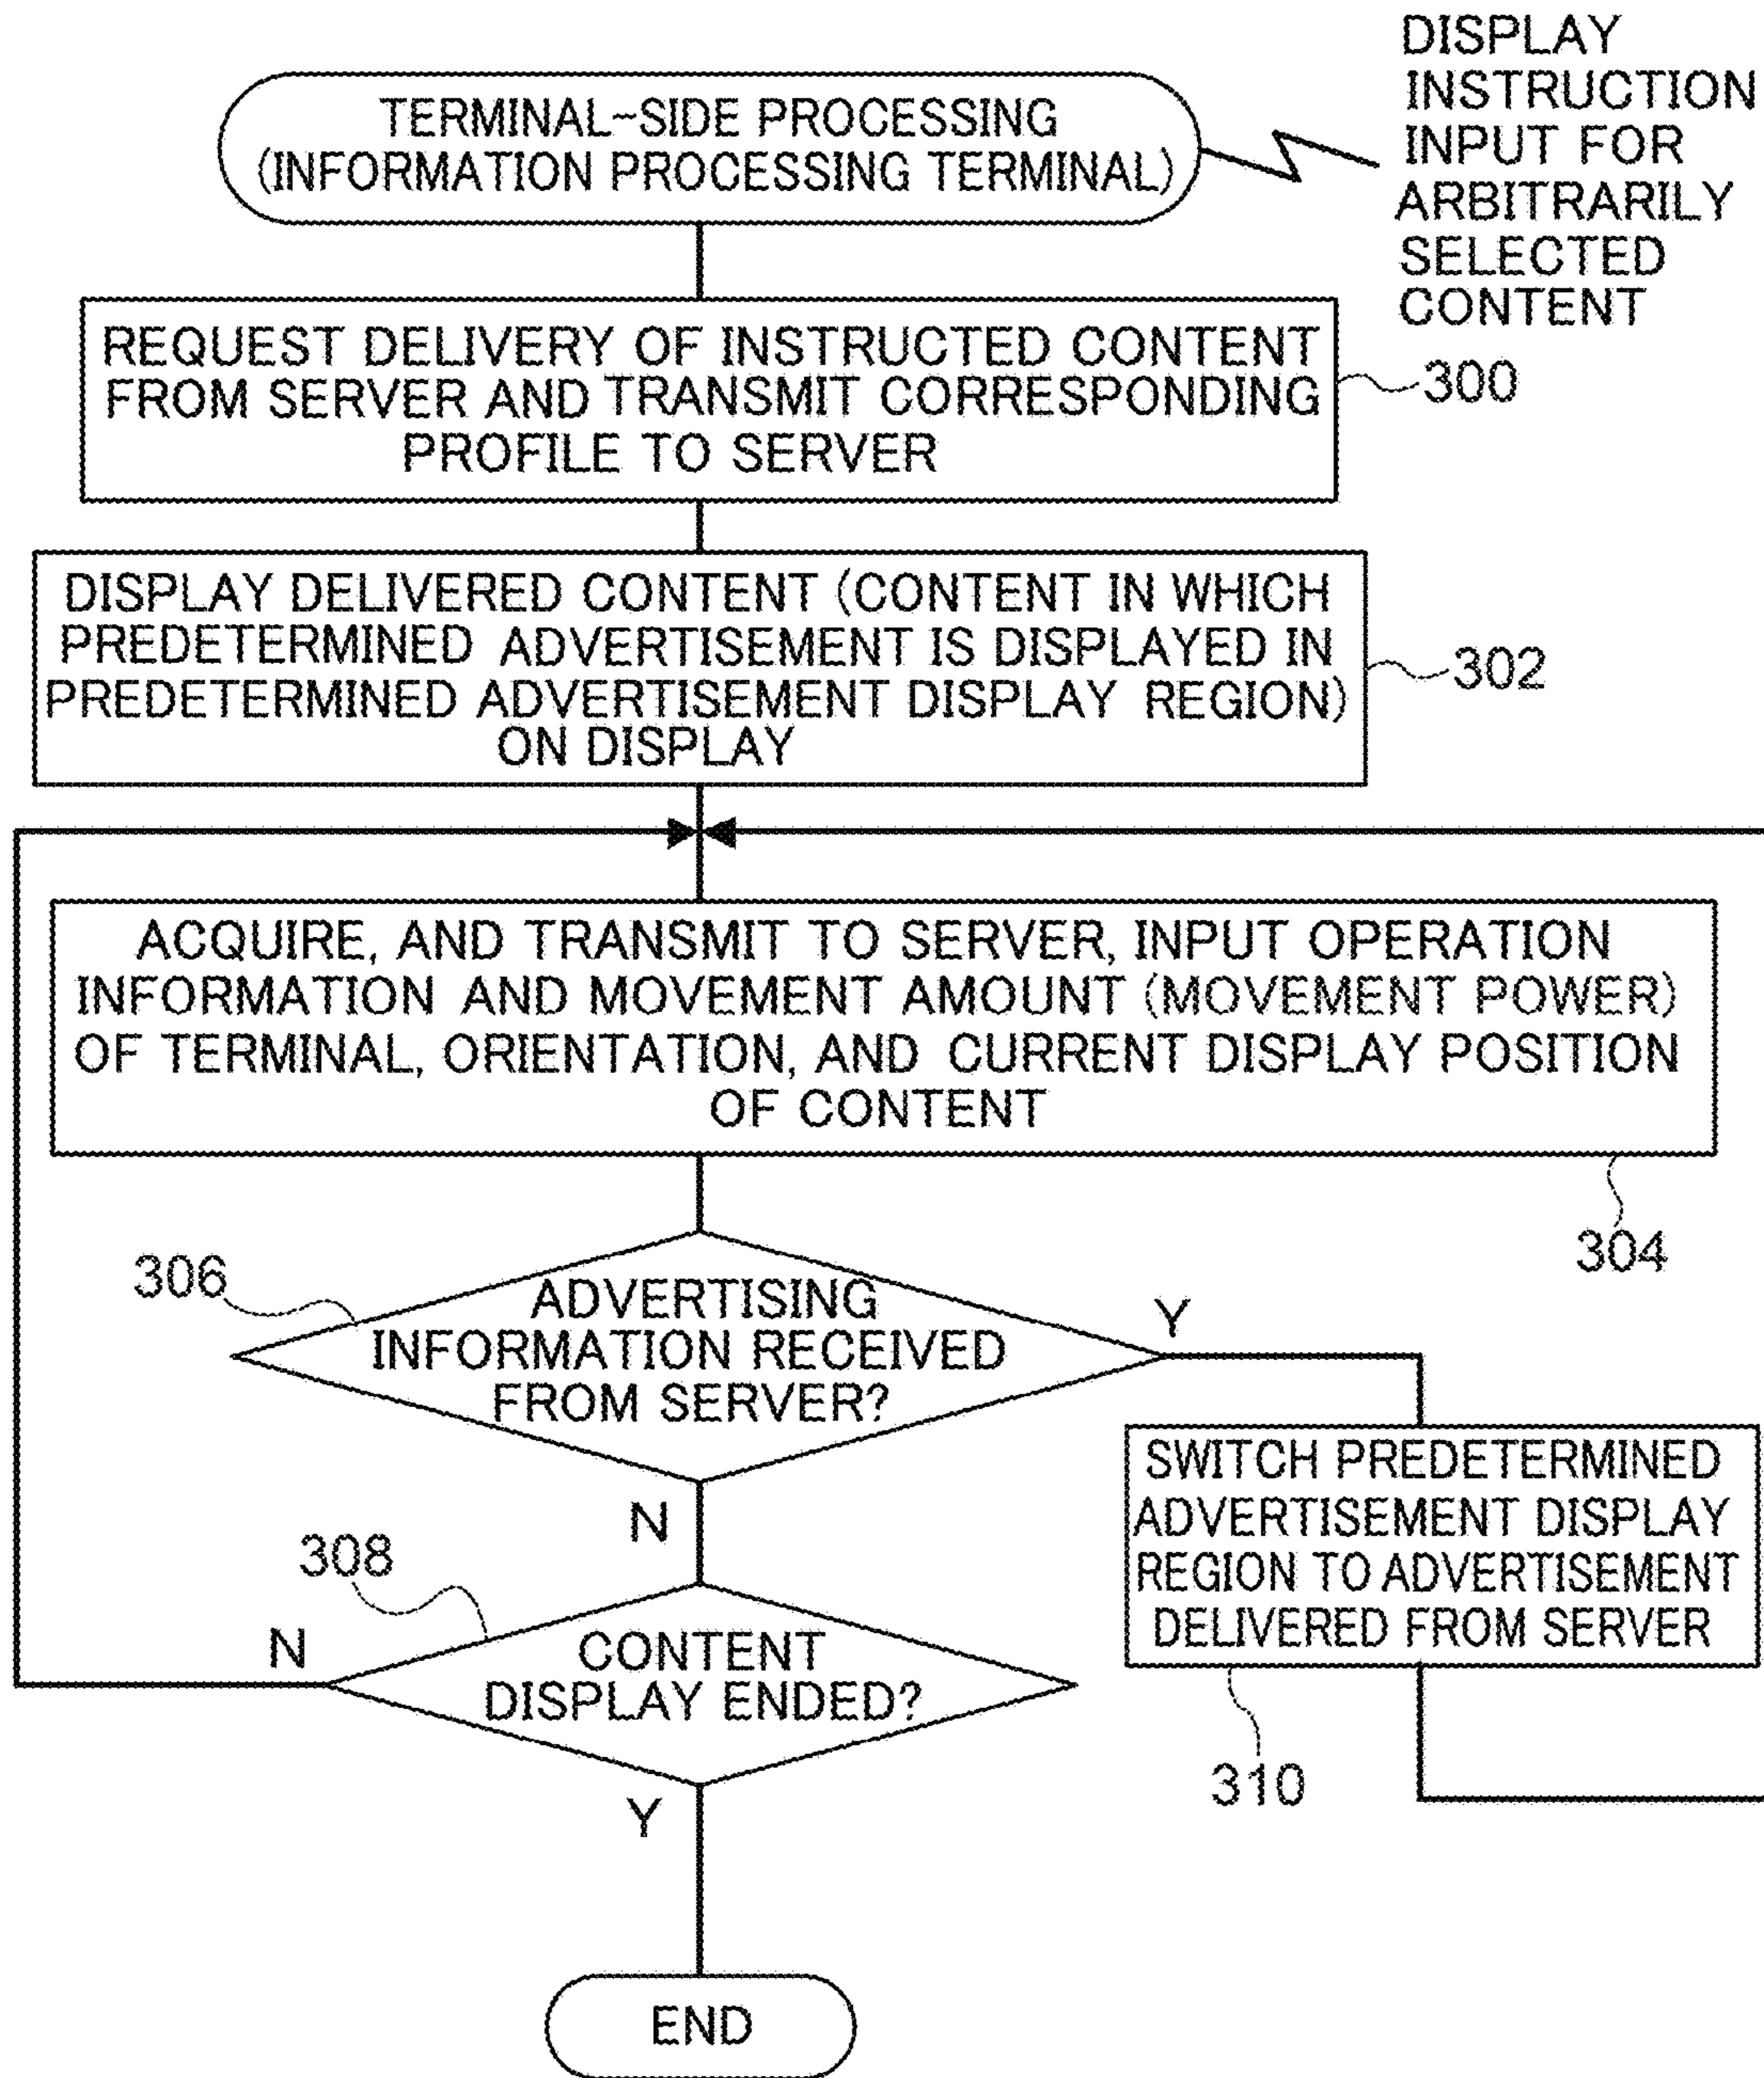 DISPLAY
INSTRUCTION
INPUT FOR
ARBITRARILY
SELECTED
CONTENT
TERMINAL-SIDE PROCESSING
(INFORMATION PROCESSING TERMINAL)
REQUEST DELIVERY OF INSTRUCTED CONTENT
FROM SERVER AND TRANSMIT CORRESPONDING
PROFILE TO SERVER
300
DISPLAY DELIVERED CONTENT (CONTENT IN WHICH
PREDETERMINED ADVERTISEMENT IS DISPLAYED IN
PREDETERMINED ADVERTISEMENT DISPLAY REGION)
ON DISPLAY
302
ACQUIRE, AND TRANSMIT TO SERVER, INPUT OPERATION
INFORMATION AND MOVEMENT AMOUNT (MOVEMENT POWER)
OF TERMINAL, ORIENTATION, AND CURRENT DISPLAY POSITION
OF CONTENT
304
306
ADVERTISING
INFORMATION RECEIVED
FROM SERVER?
Y
N
SWITCH PREDETERMINED
ADVERTISEMENT DISPLAY
REGION TO ADVERTISEMENT
DELIVERED FROM SERVER
310
308
N
CONTENT
DISPLAY ENDED?
Y
END